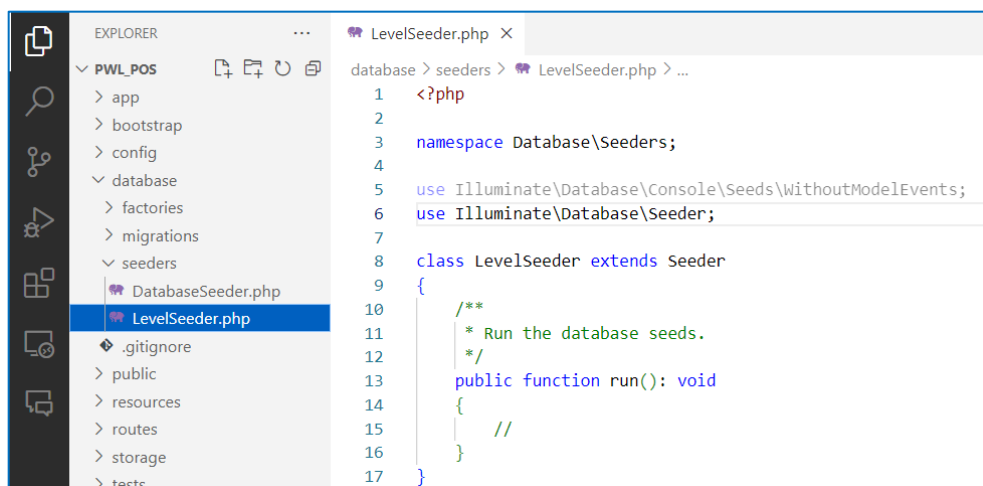 EXPLORER
...
PWL_POS
app
bootstrap
config
database
factories
migrations
seeders
DatabaseSeeder.php
LevelSeeder.php
.gitignore
public
resources
routes
storage
tests
LevelSeeder.php
database > seeders > LevelSeeder.php > ...
1 <?php
2
3 namespace Database\Seeders;
4
5 use Illuminate\Database\Console\Seeds\WithoutModelEvents;
6 use Illuminate\Database\Seeder;
7
8 class LevelSeeder extends Seeder
9 {
10 /**
11 * Run the database seeds.
12 */
13 public function run(): void
14 {
15 //
16 }
17 }